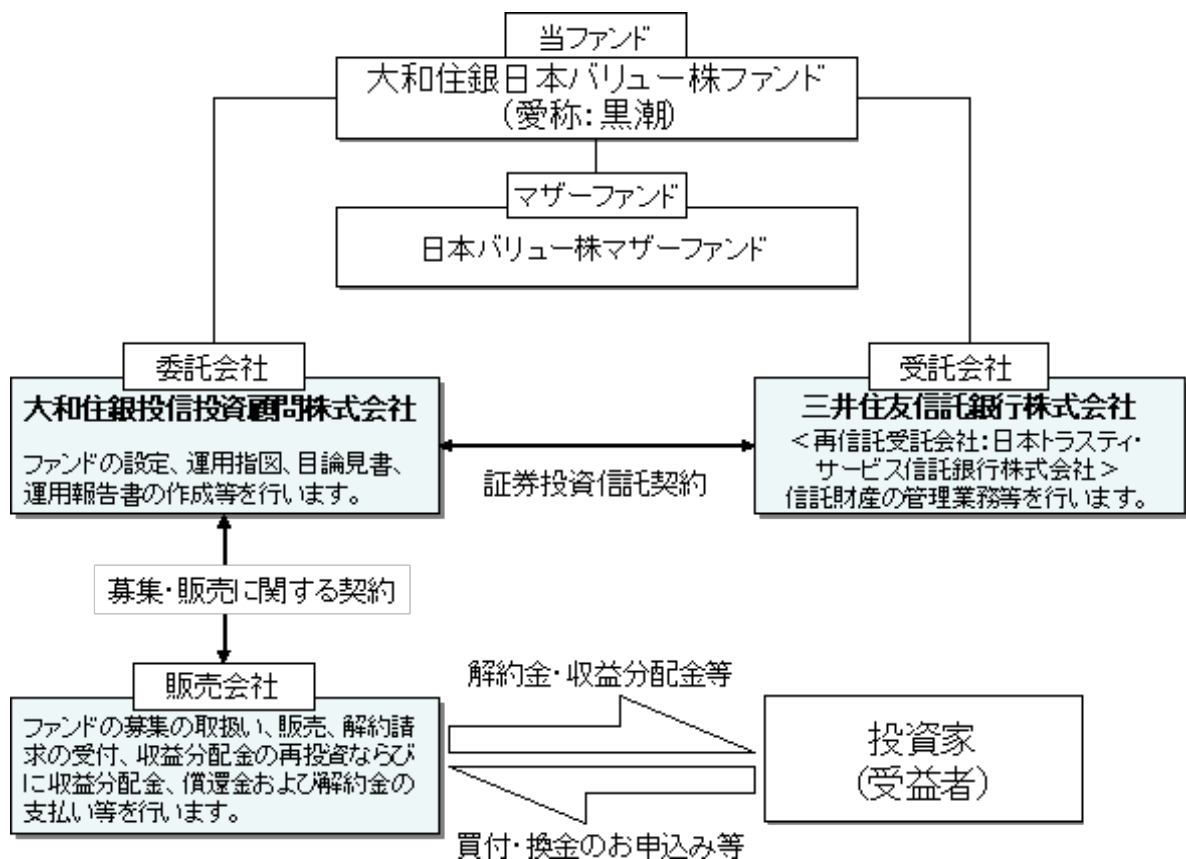 当ファンド
大和住銀日本バリュー株ファンド
(愛称:黒潮)
マザーファンド
日本バリュー株マザーファンド
委託会社
大和住銀投信投資顧問株式会社
ファンドの設定、運用指図、目論見書、
運用報告書の作成等を行います。
受託会社
三井住友信託銀行株式会社
<再信託受託会社:日本トラスティ・
サービス信託銀行株式会社>
信託財産の管理業務等を行います。
証券投資信託契約
募集・販売に関する契約
販売会社
ファンドの募集の取扱い、販売、解約請
求の受付、収益分配金の再投資ならび
に収益分配金、償還金および解約金の
支払い等を行います。
解約金・収益分配金等
買付・換金のお申込み等
投資家
(受益者)